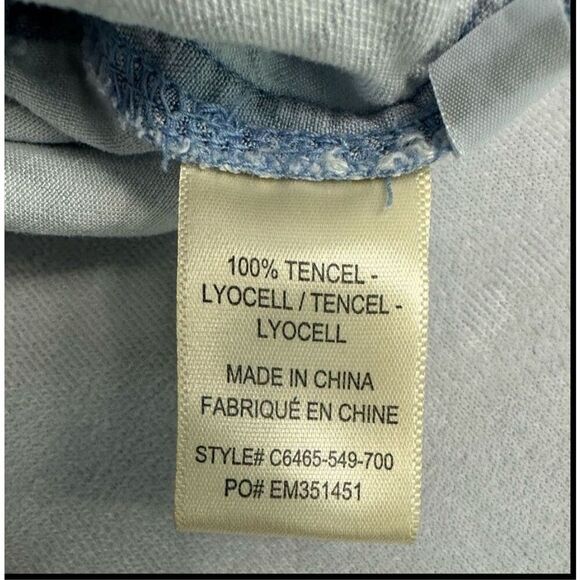 100% TENCEL -
LYOCELL / TENCEL -
LYOCELL
MADE IN CHINA
FABRIQUÉ EN CHINE
STYLE# C6465-549-700
PO# EM351451